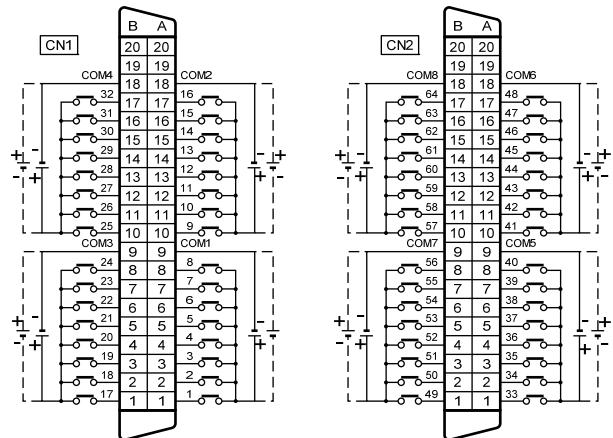 B A B A
CN1 20 20 CN2 20 20
19 19 19 19
COM4 18 18 COM2 COM8 18 18 COM6
32 17 17 16 64 17 17 48
31 16 16 15 63 16 16 47
30 15 15 14 62 15 15 46
29 14 14 13 61 14 14 45
+ - - + + - - +
28 13 13 12 60 13 13 44
- + + - - + + -
27 12 12 11 59 12 12 43
26 11 11 10 58 11 11 42
25 10 10 9 57 10 10 41
COM3 9 9 COM1 COM7 9 9 COM5
24 8 8 8 56 8 8 40
23 7 7 7 55 7 7 39
22 6 6 6 54 6 6 38
21 5 5 5 53 5 5 37
+ - - + + - - +
20 4 4 4 52 4 4 36
- + + - - + + -
19 3 3 3 51 3 3 35
18 2 2 2 50 2 2 34
17 1 1 1 49 1 1 33